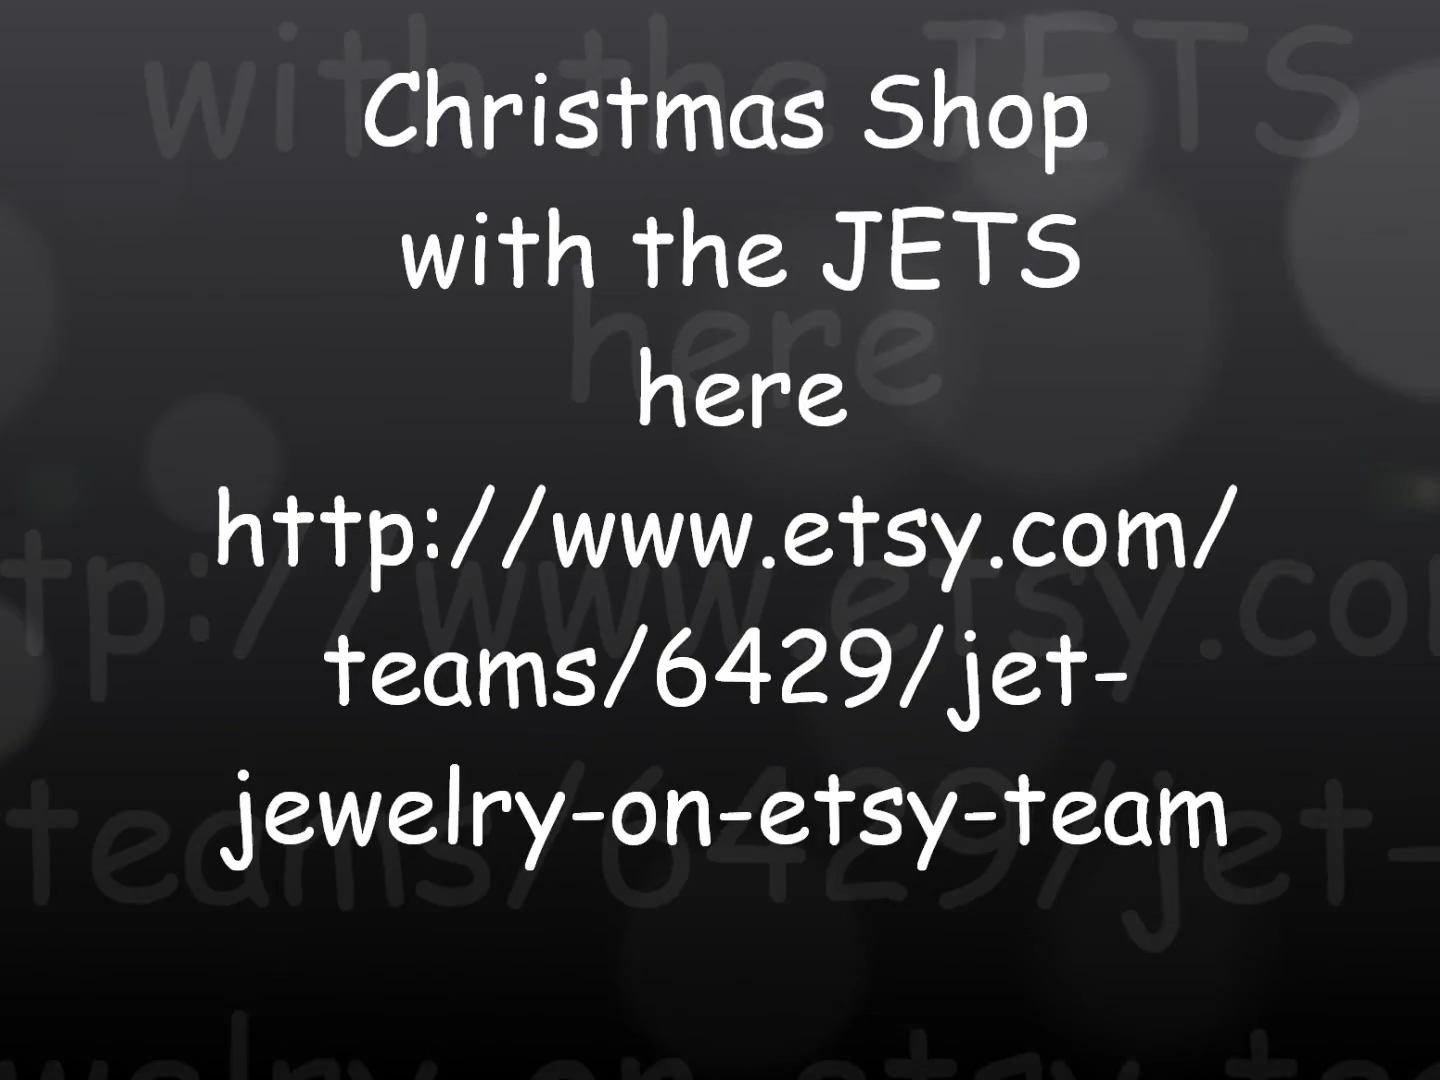 Christmas Shop
with the JETS
here
http://www.etsy.com/
teams/6429/jet-
jewelry-on-etsy-team